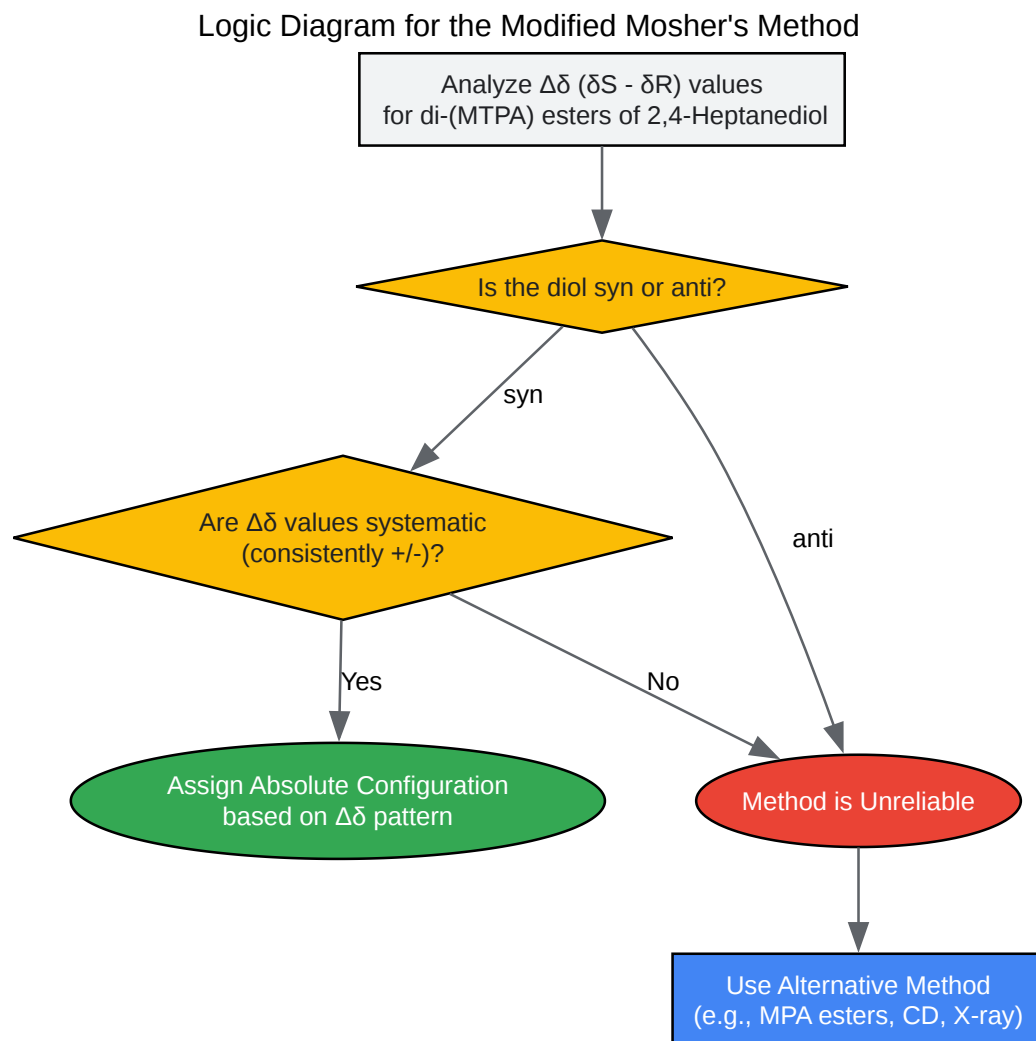 Logic Diagram for the Modified Mosher's Method
Analyze Δδ (δS - δR) values
for di-(MTPA) esters of 2,4-Heptanediol
Is the diol syn or anti?
syn
anti
Are Δδ values systematic
(consistently +/-)?
Yes
No
Assign Absolute Configuration
based on Δδ pattern
Method is Unreliable
Use Alternative Method
(e.g., MPA esters, CD, X-ray)